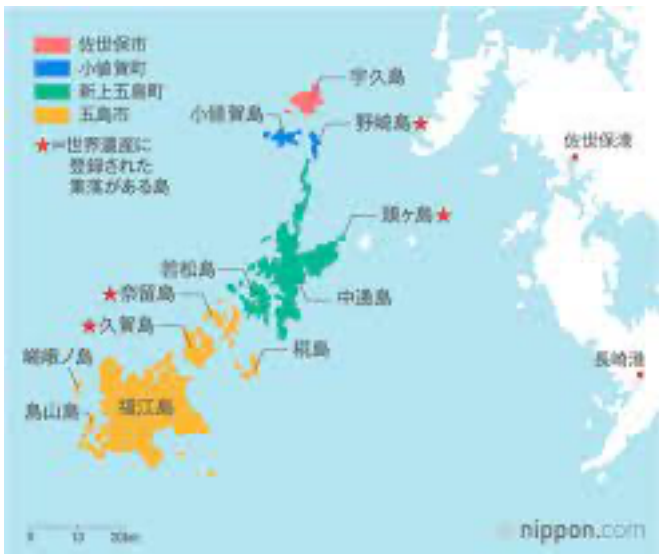 佐世保市
小値賀町
新上五島町
五島市
★=世界遺産に
登録された
集落がある島
宇久島
小値賀島
野崎島★
佐世保港
頭ヶ島★
若松島
★奈留島
中通島
★久賀島
椛島
嵯峨ノ島
長崎港
島山島
福江島
0 10 20km
nippon.com